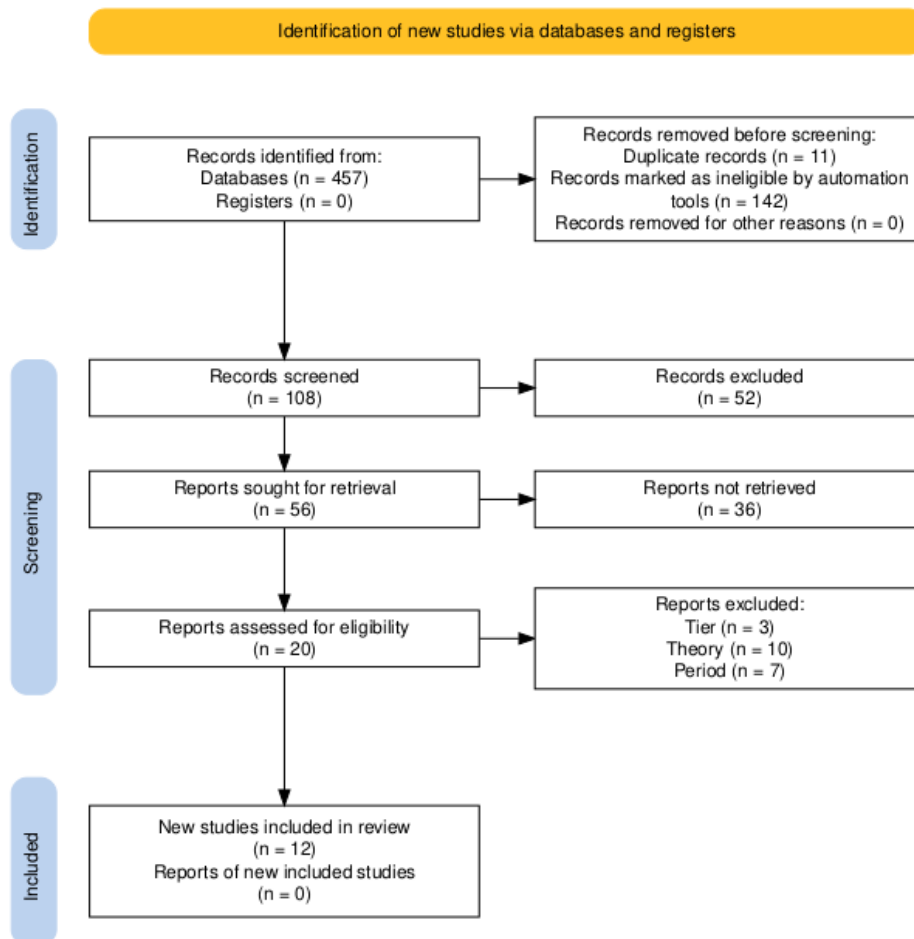 Identification of new studies via databases and registers
Identification
Records identified from:
Databases (n = 457)
Registers (n = 0)
Records removed before screening:
Duplicate records (n = 11)
Records marked as ineligible by automation
tools (n = 142)
Records removed for other reasons (n = 0)
Screening
Records screened
(n = 108)
Records excluded
(n = 52)
Reports sought for retrieval
(n = 56)
Reports not retrieved
(n = 36)
Reports assessed for eligibility
(n = 20)
Reports excluded:
Tier (n = 3)
Theory (n = 10)
Period (n = 7)
Included
New studies included in review
(n = 12)
Reports of new included studies
(n = 0)